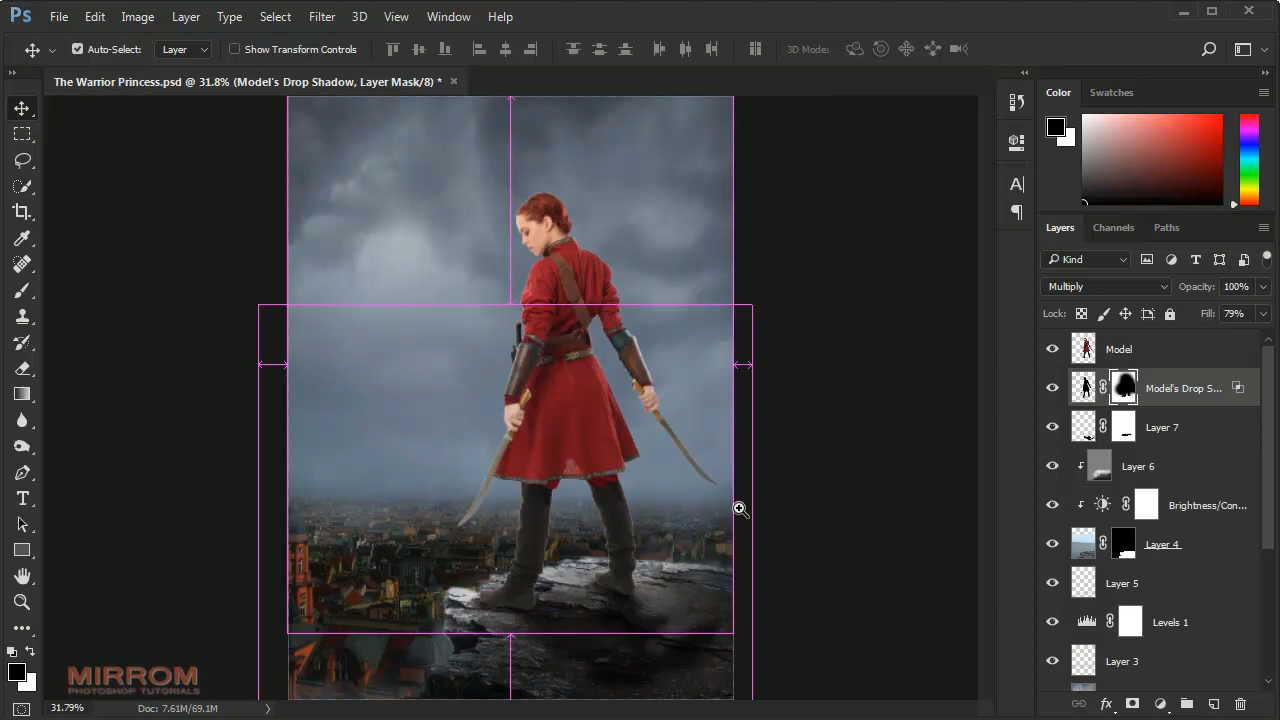 Ps File Edit Image Layer Type Select Filter 3D View Window Help
Auto-Select: Layer Show Transform Controls 3D Mode:
The Warrior Princess.psd @ 31.8% (Model's Drop Shadow, Layer Mask/8) * ×
Color Swatches
Layers Channels Paths
Kind
Multiply Opacity: 100%
Lock: Fill: 79%
Model
Model's Drop S...
Layer 7
Layer 6
Brightness/Con...
Layer 4
Layer 5
Levels 1
Layer 3
MIRROM
PHOTOSHOP TUTORIALS
31.79% Doc: 7.61M/69.1M